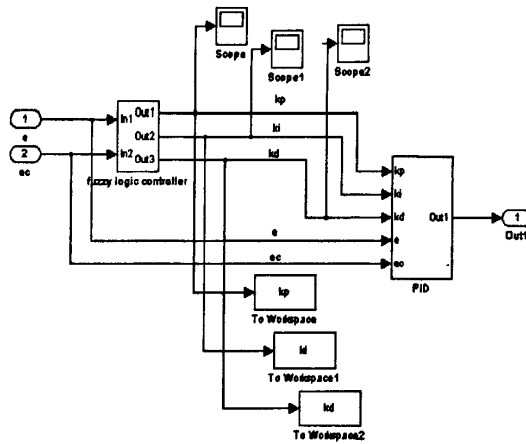 Scope
Scope1
Scope2
1
e
2
ec
In1
In2
Out1
Out2
Out3
fuzzy logic controller
kp
ki
kd
e
ec
kp
ki
kd
e
ec
Out1
PID
1
Out1
kp
To Workspace
ki
To Workspace1
kd
To Workspace2